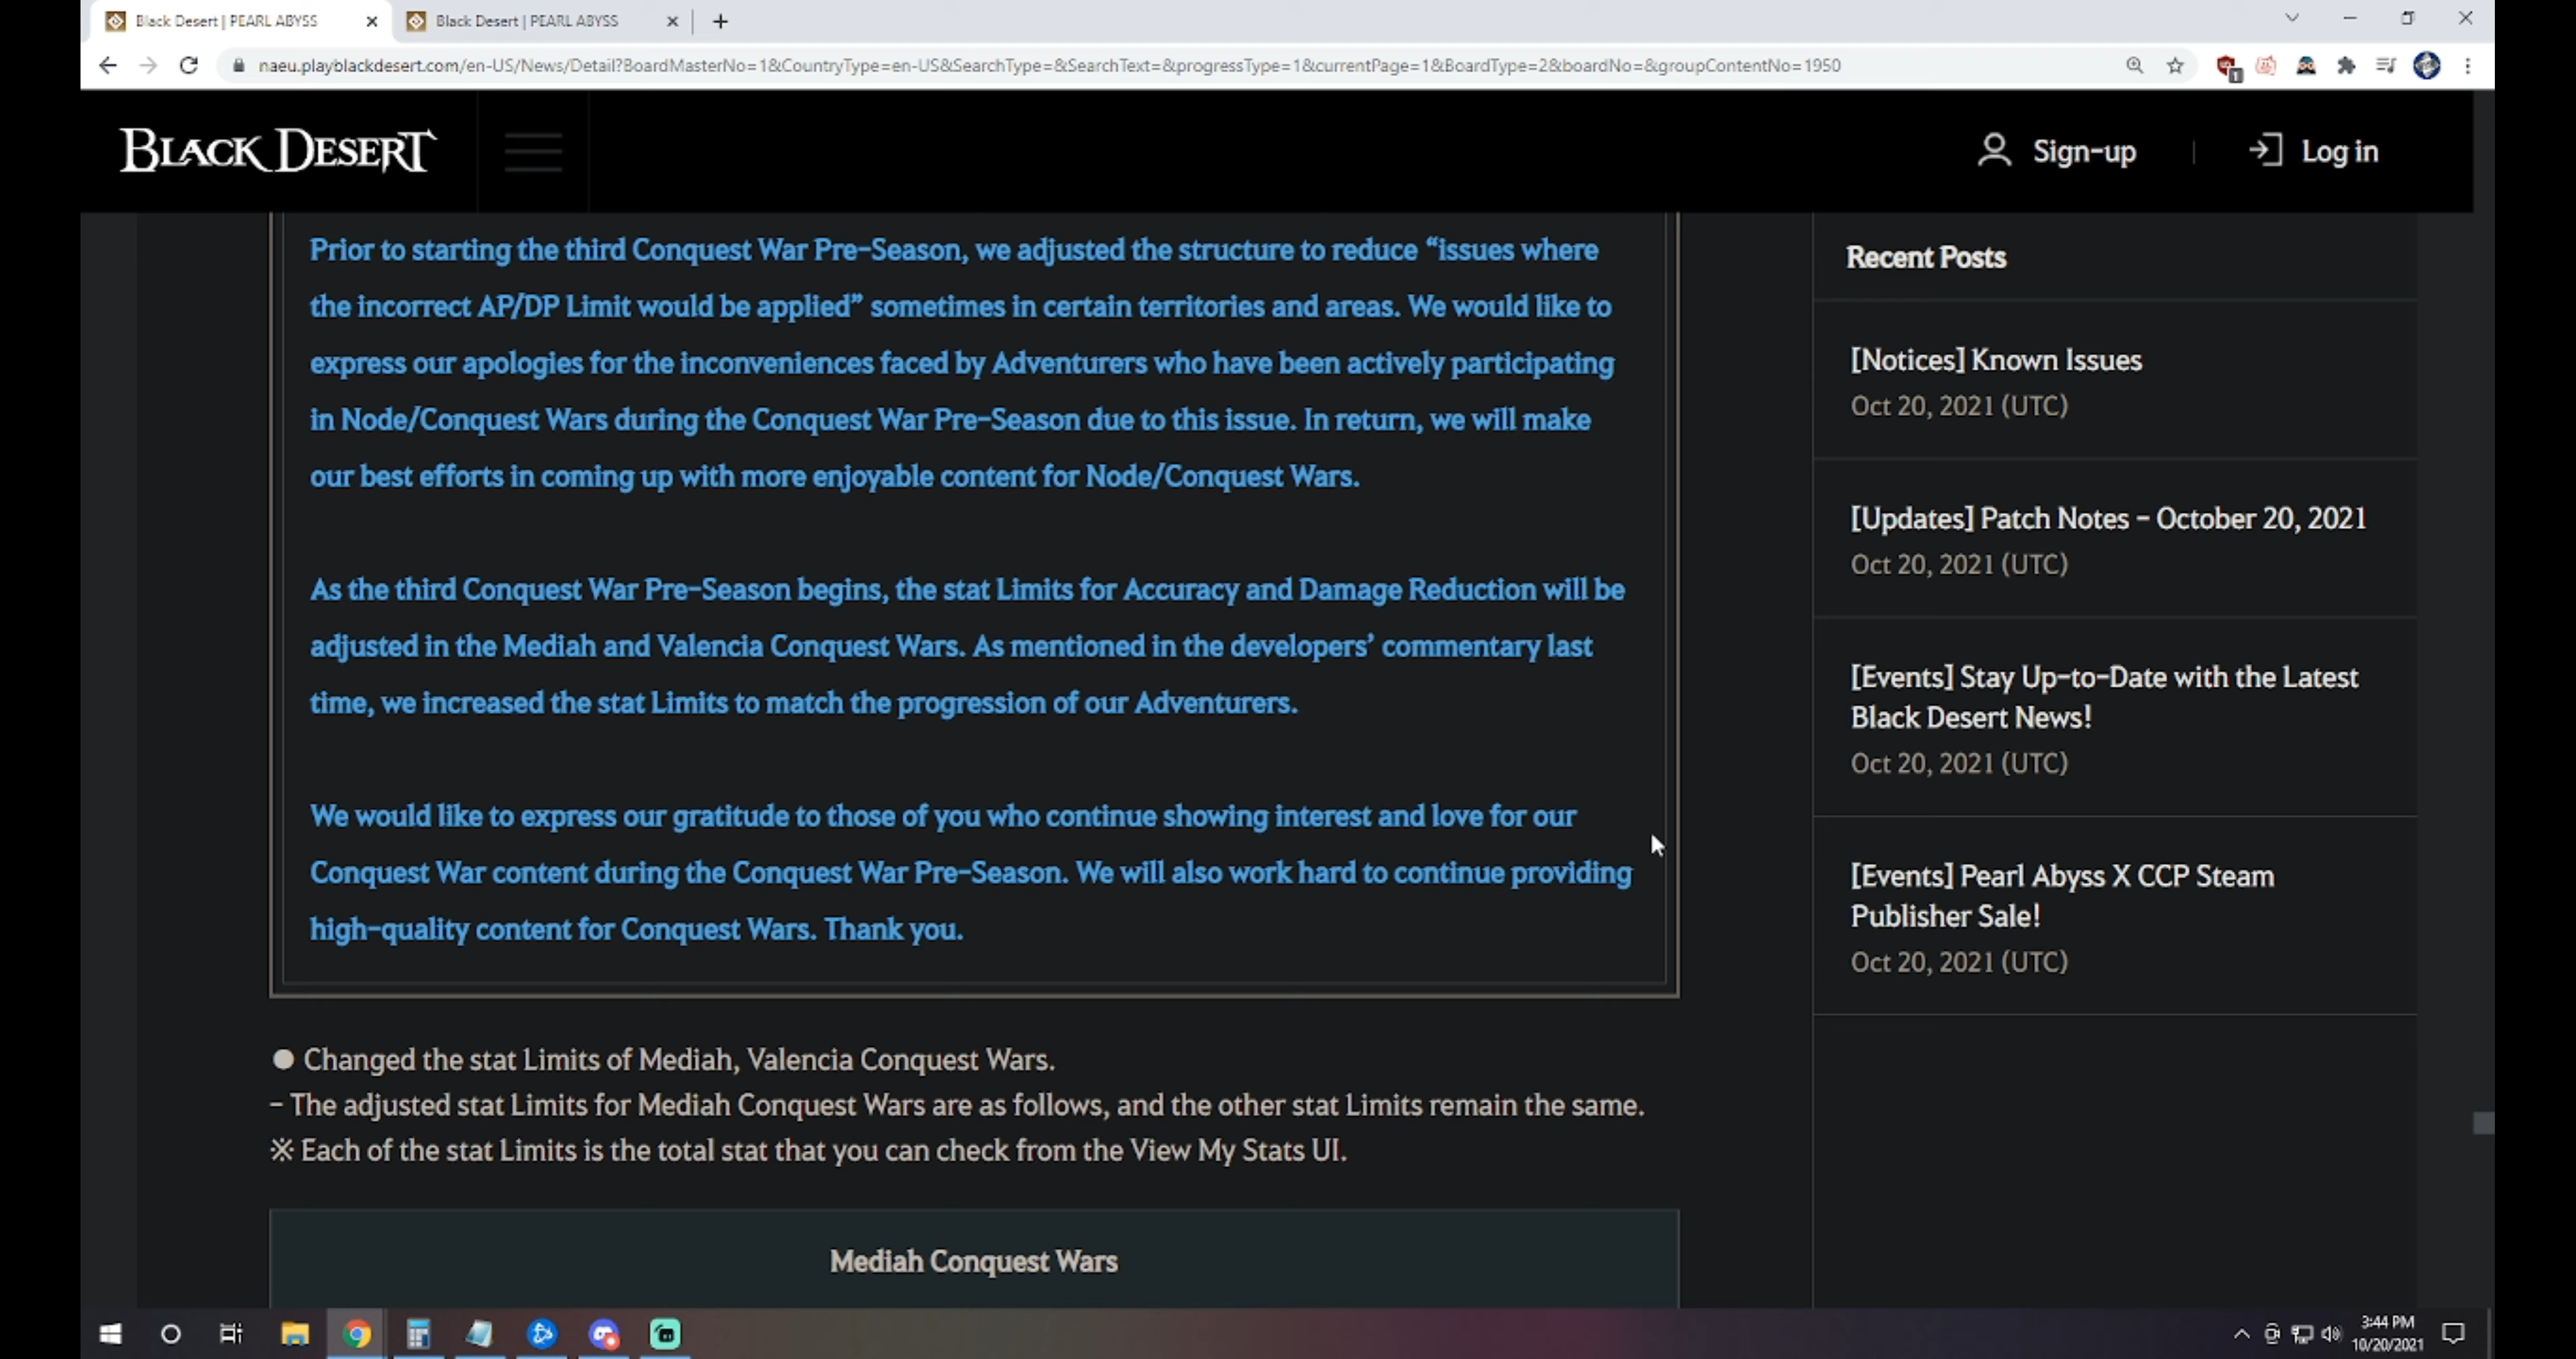 Black Desert | PEARL ABYSS
Black Desert | PEARL ABYSS
naeu.playblackdesert.com/en-US/News/Detail?BoardMasterNo=1&CountryType=en-US&SearchType=&SearchText=&progressType=1&currentPage=1&BoardType=2&boardNo=&groupContentNo=1950
1
BLACK DESERT
Sign-up
Log in
Prior to starting the third Conquest War Pre-Season, we adjusted the structure to reduce “issues where
the incorrect AP/DP Limit would be applied” sometimes in certain territories and areas. We would like to
express our apologies for the inconveniences faced by Adventurers who have been actively participating
in Node/Conquest Wars during the Conquest War Pre-Season due to this issue. In return, we will make
our best efforts in coming up with more enjoyable content for Node/Conquest Wars.
As the third Conquest War Pre-Season begins, the stat Limits for Accuracy and Damage Reduction will be
adjusted in the Mediah and Valencia Conquest Wars. As mentioned in the developers’ commentary last
time, we increased the stat Limits to match the progression of our Adventurers.
We would like to express our gratitude to those of you who continue showing interest and love for our
Conquest War content during the Conquest War Pre-Season. We will also work hard to continue providing
high-quality content for Conquest Wars. Thank you.
● Changed the stat Limits of Mediah, Valencia Conquest Wars.
- The adjusted stat Limits for Mediah Conquest Wars are as follows, and the other stat Limits remain the same.
※ Each of the stat Limits is the total stat that you can check from the View My Stats UI.
Mediah Conquest Wars
Recent Posts
[Notices] Known Issues
Oct 20, 2021 (UTC)
[Updates] Patch Notes - October 20, 2021
Oct 20, 2021 (UTC)
[Events] Stay Up-to-Date with the Latest
Black Desert News!
Oct 20, 2021 (UTC)
[Events] Pearl Abyss X CCP Steam
Publisher Sale!
Oct 20, 2021 (UTC)
3:44 PM
10/20/2021